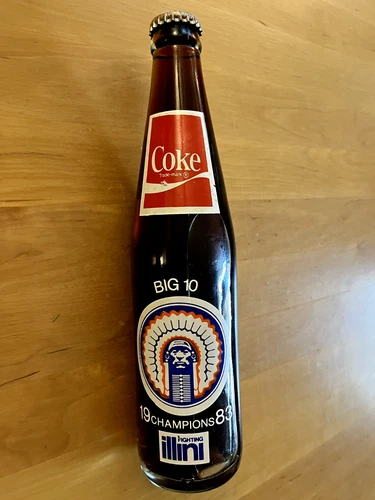 Coke
Trade-mark ®
BIG 10
19 CHAMPIONS 83
FIGHTING
illini